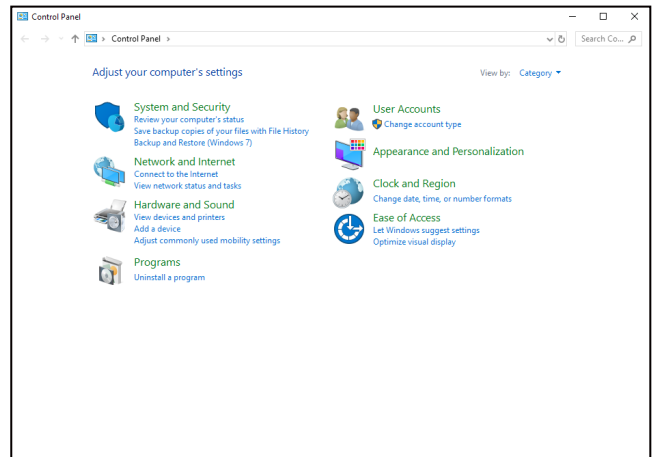 Control Panel
Control Panel
Search Co...
Adjust your computer's settings
View by: Category
System and Security
Review your computer's status
Save backup copies of your files with File History
Backup and Restore (Windows 7)
Network and Internet
Connect to the Internet
View network status and tasks
Hardware and Sound
View devices and printers
Add a device
Adjust commonly used mobility settings
Programs
Uninstall a program
User Accounts
Change account type
Appearance and Personalization
Clock and Region
Change date, time, or number formats
Ease of Access
Let Windows suggest settings
Optimize visual display